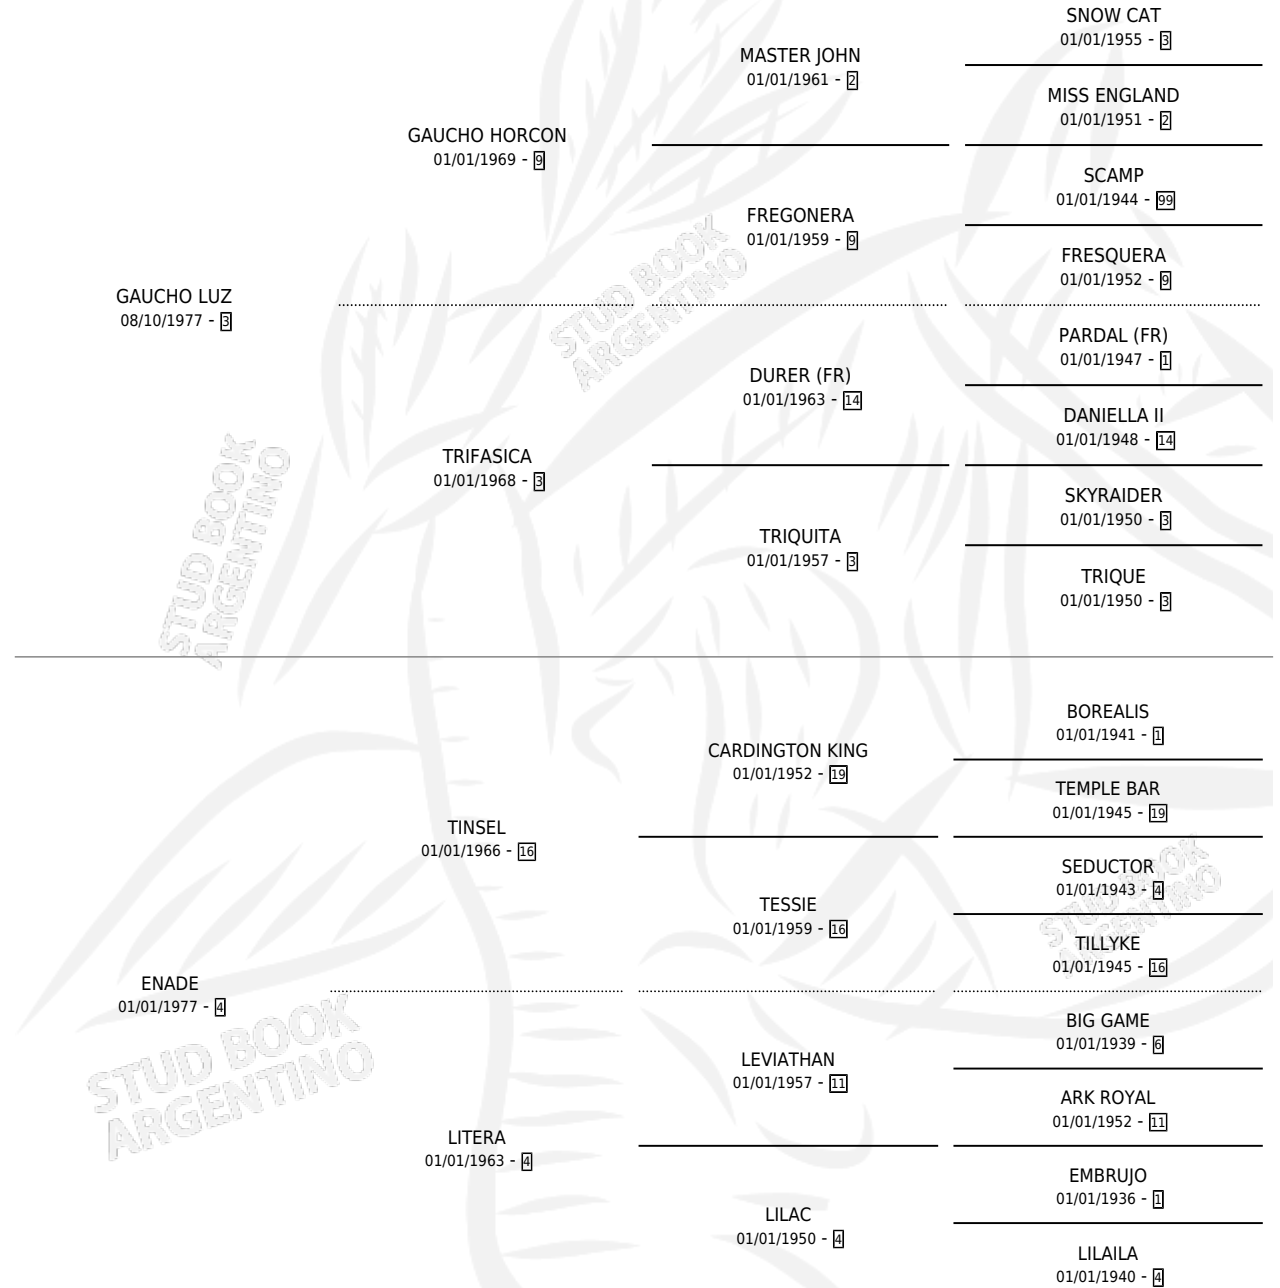 SNOW CAT
01/01/1955 - 3
MASTER JOHN
01/01/1961 - 2
MISS ENGLAND
01/01/1951 - 2
GAUCHO HORCON
01/01/1969 - 9
SCAMP
01/01/1944 - 99
FREGONERA
01/01/1959 - 9
FRESQUERA
01/01/1952 - 9
GAUCHO LUZ
08/10/1977 - 3
PARDAL (FR)
01/01/1947 - 1
DURER (FR)
01/01/1963 - 14
DANIELLA II
01/01/1948 - 14
TRIFASICA
01/01/1968 - 3
SKYRAIDER
01/01/1950 - 3
TRIQUITA
01/01/1957 - 3
TRIQUE
01/01/1950 - 3
BOREALIS
01/01/1941 - 1
CARDINGTON KING
01/01/1952 - 19
TEMPLE BAR
01/01/1945 - 19
TINSEL
01/01/1966 - 16
SEDUCTOR
01/01/1943 - 4
TESSIE
01/01/1959 - 16
TILLYKE
01/01/1945 - 16
ENADE
01/01/1977 - 4
BIG GAME
01/01/1939 - 6
LEVIATHAN
01/01/1957 - 11
ARK ROYAL
01/01/1952 - 11
LITERA
01/01/1963 - 4
EMBRUJO
01/01/1936 - 1
LILAC
01/01/1950 - 4
LILAILA
01/01/1940 - 4
STUD BOOK
ARGENTINO
STUD BOOK
ARGENTINO
STUD BOOK
ARGENTINO
STUD BOOK
ARGENTINO